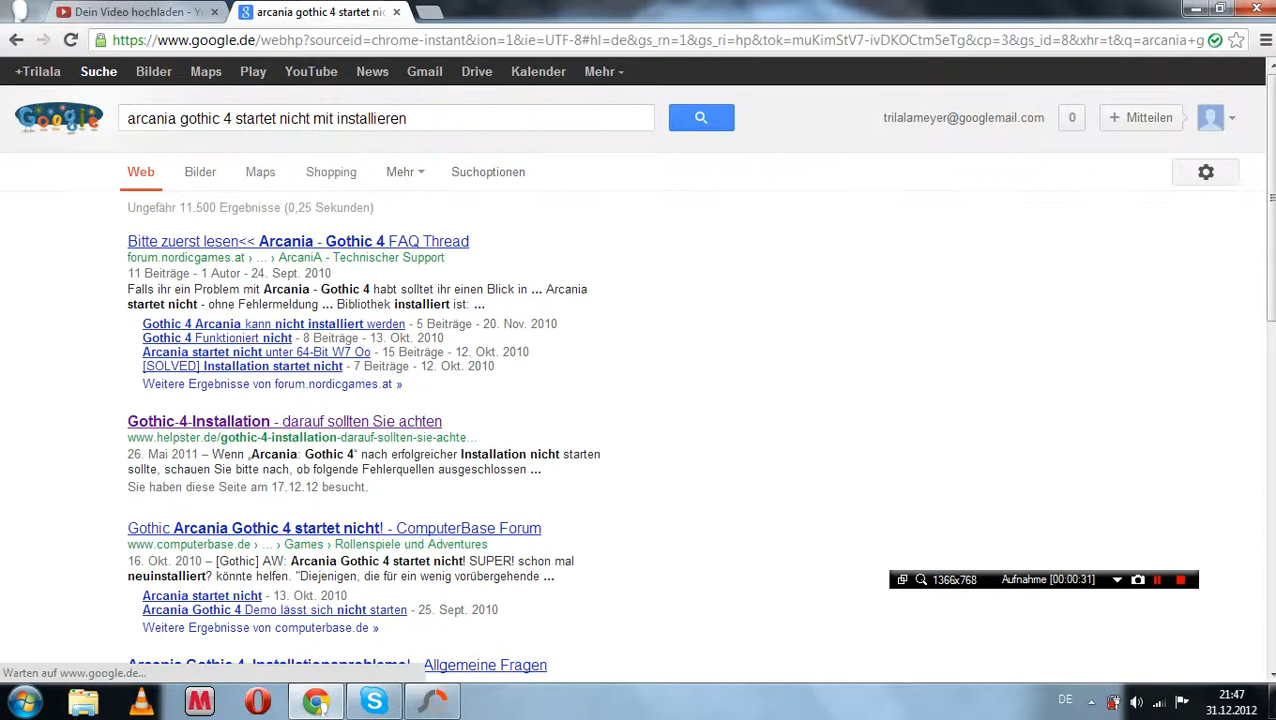 Dein Video hochladen - Yo
arcania gothic 4 startet nic
https://www.google.de/webhp?sourceid=chrome-instant&ion=1&ie=UTF-8#hl=de&gs_rn=1&gs_ri=hp&tok=muKimStV7-ivDKOCtm5eTg&cp=3&gs_id=8&xhr=t&q=arcania+g
+Trilala Suche Bilder Maps Play YouTube News Gmail Drive Kalender Mehr
Google
arcania gothic 4 startet nicht mit installieren
trilalameyer@googlemail.com 0 + Mitteilen
Web Bilder Maps Shopping Mehr Suchoptionen
Ungefähr 11.500 Ergebnisse (0,25 Sekunden)
Bitte zuerst lesen<< Arcania - Gothic 4 FAQ Thread
forum.nordicgames.at › ... › ArcaniA - Technischer Support
11 Beiträge - 1 Autor - 24. Sept. 2010
Falls ihr ein Problem mit Arcania - Gothic 4 habt solltet ihr einen Blick in ... Arcania
startet nicht - ohne Fehlermeldung ... Bibliothek installiert ist: ...
Gothic 4 Arcania kann nicht installiert werden - 5 Beiträge - 20. Nov. 2010
Gothic 4 Funktioniert nicht - 8 Beiträge - 13. Okt. 2010
Arcania startet nicht unter 64-Bit W7 Oo - 15 Beiträge - 12. Okt. 2010
[SOLVED] Installation startet nicht - 7 Beiträge - 12. Okt. 2010
Weitere Ergebnisse von forum.nordicgames.at »
Gothic-4-Installation - darauf sollten Sie achten
www.helpster.de/gothic-4-installation-darauf-sollten-sie-achte...
26. Mai 2011 – Wenn „Arcania: Gothic 4“ nach erfolgreicher Installation nicht starten
sollte, schauen Sie bitte nach, ob folgende Fehlerquellen ausgeschlossen ...
Sie haben diese Seite am 17.12.12 besucht.
Gothic Arcania Gothic 4 startet nicht! - ComputerBase Forum
www.computerbase.de › ... › Games › Rollenspiele und Adventures
16. Okt. 2010 – [Gothic] AW: Arcania Gothic 4 startet nicht! SUPER! schon mal
neuinstalliert? könnte helfen. "Diejenigen, die für ein wenig vorübergehende ...
Arcania startet nicht - 13. Okt. 2010
Arcania Gothic 4 Demo lässt sich nicht starten - 25. Sept. 2010
Weitere Ergebnisse von computerbase.de »
Arcania Gothic 4, Installationsprobleme! - Allgemeine Fragen
1366x768 Aufnahme [00:00:31]
Warten auf www.google.de...
DE
21:47
31.12.2012